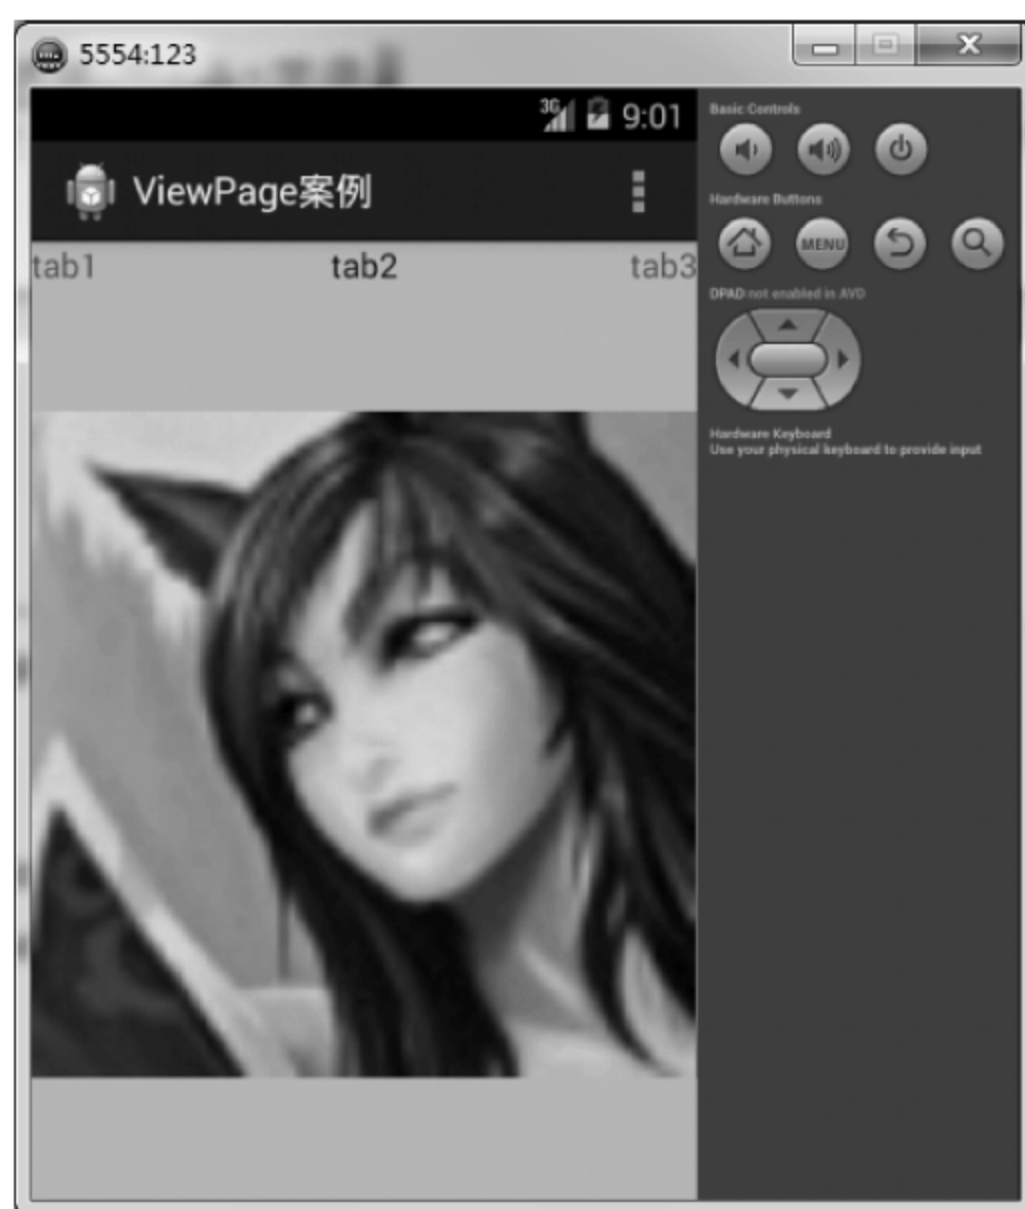 5554:123
3G 9:01
ViewPage案例
tab1 tab2 tab3
Basic Controls
Hardware Buttons
MENU
DPAD not enabled in AVD
Hardware Keyboard
Use your physical keyboard to provide input